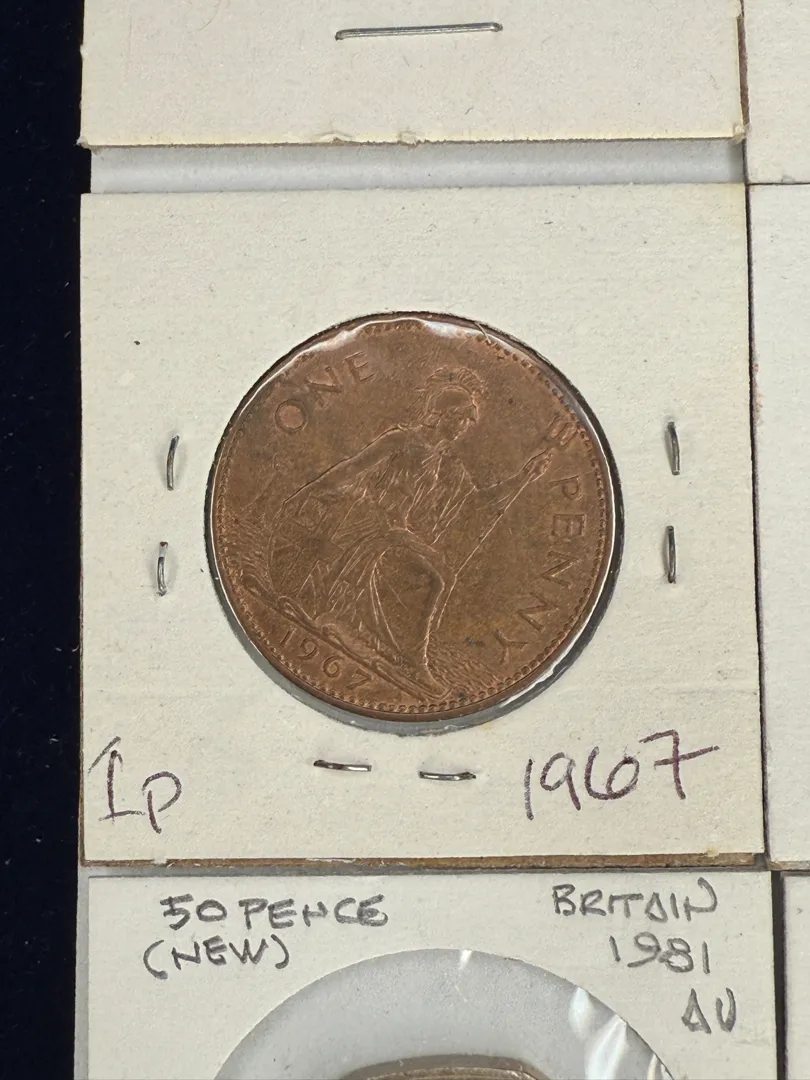 ONE PENNY
1967
1p 1967
50 PENCE BRITAIN
(NEW) 1981
AU